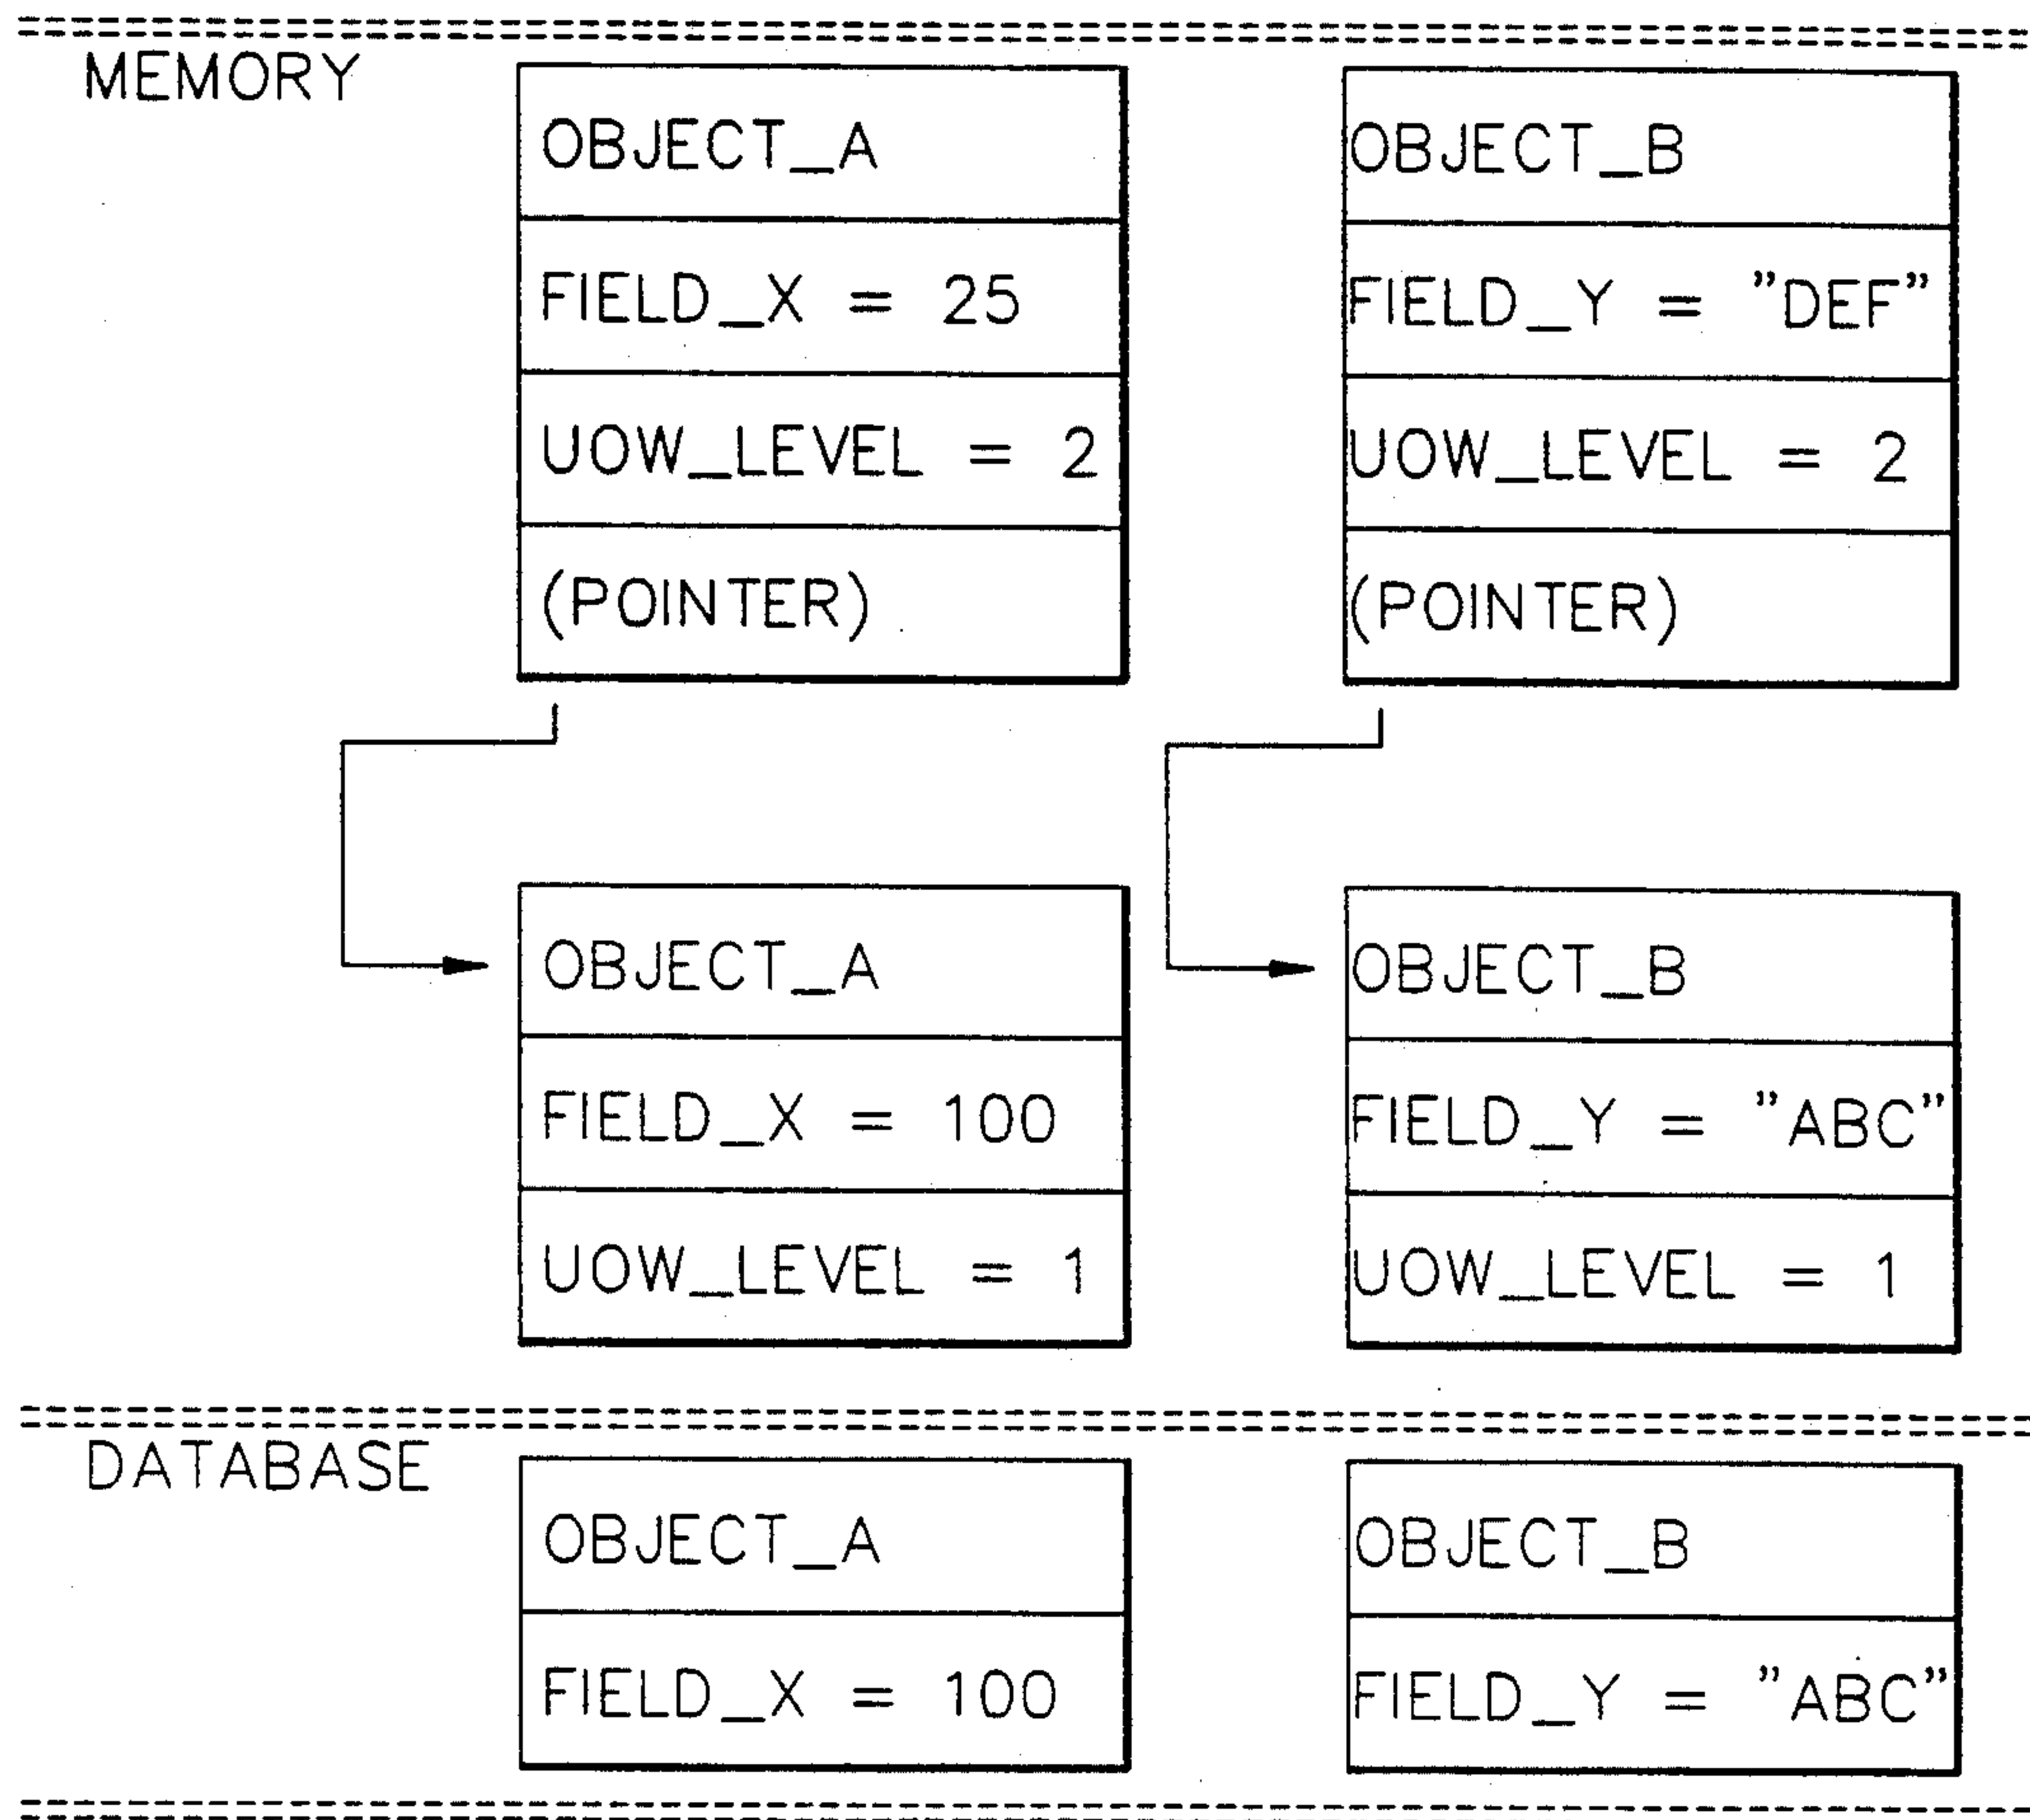 MEMORY
OBJECT_A
FIELD_X = 25
UOW_LEVEL = 2
(POINTER)
OBJECT_B
FIELD_Y = "DEF"
UOW_LEVEL = 2
(POINTER)
OBJECT_A
FIELD_X = 100
UOW_LEVEL = 1
OBJECT_B
FIELD_Y = "ABC"
UOW_LEVEL = 1
DATABASE
OBJECT_A
FIELD_X = 100
OBJECT_B
FIELD_Y = "ABC"